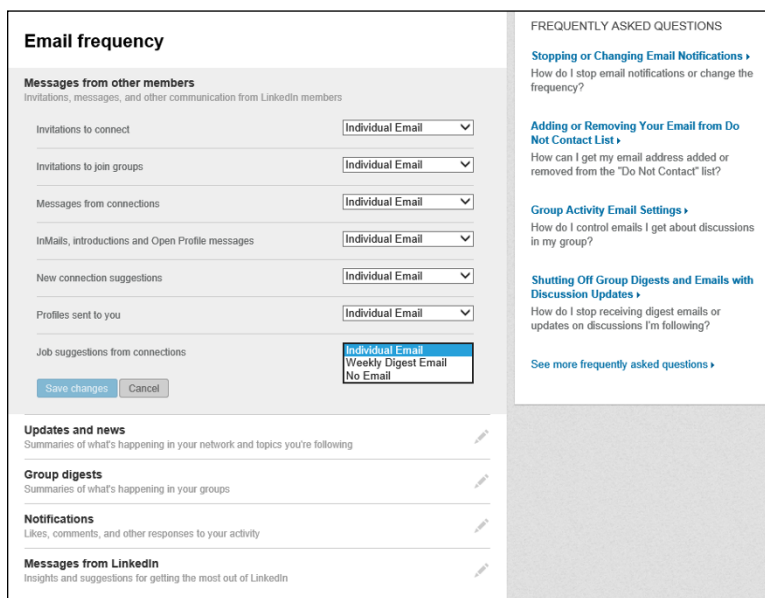 Email frequency
Messages from other members
Invitations, messages, and other communication from LinkedIn members
Invitations to connect
Individual Email
Invitations to join groups
Individual Email
Messages from connections
Individual Email
InMails, introductions and Open Profile messages
Individual Email
New connection suggestions
Individual Email
Profiles sent to you
Individual Email
Job suggestions from connections
Individual Email
Weekly Digest Email
No Email
Save changes
Cancel
Updates and news
Summaries of what's happening in your network and topics you're following
Group digests
Summaries of what's happening in your groups
Notifications
Likes, comments, and other responses to your activity
Messages from LinkedIn
Insights and suggestions for getting the most out of LinkedIn
FREQUENTLY ASKED QUESTIONS
Stopping or Changing Email Notifications
How do I stop email notifications or change the
frequency?
Adding or Removing Your Email from Do
Not Contact List
How can I get my email address added or
removed from the "Do Not Contact" list?
Group Activity Email Settings
How do I control emails I get about discussions
in my group?
Shutting Off Group Digests and Emails with
Discussion Updates
How do I stop receiving digest emails or
updates on discussions I'm following?
See more frequently asked questions